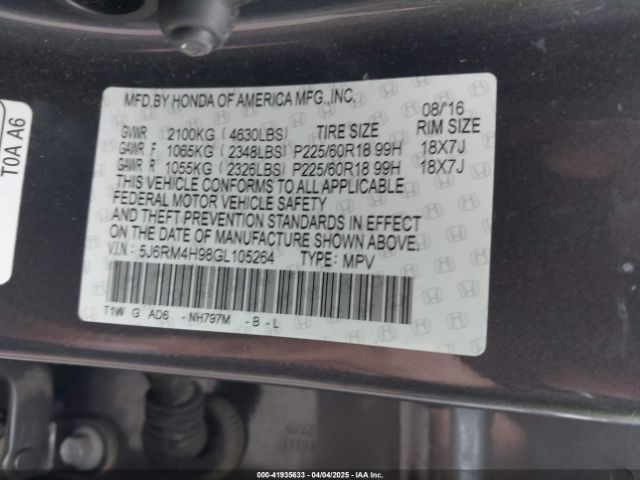 MFD.BY HONDA OF AMERICA MFG.,INC. 08/'16
GVWR 2100KG ( 4630LBS) TIRE SIZE RIM SIZE
GAWR F 1065KG ( 2348LBS) P225/60R18 99H 18X7J
GAWR R 1055KG ( 2326LBS) P225/60R18 99H 18X7J
THIS VEHICLE CONFORMS TO ALL APPLICABLE
FEDERAL MOTOR VEHICLE SAFETY
AND THEFT PREVENTION STANDARDS IN EFFECT
ON THE DATE OF MANUFACTURE SHOWN ABOVE.
V.I.N: 5J6RM4H98GL105264 TYPE: MPV
T1W G AD6 -NH797M -B -L
T0A A6
000-41935633 - 04/04/2025 - IAA Inc.